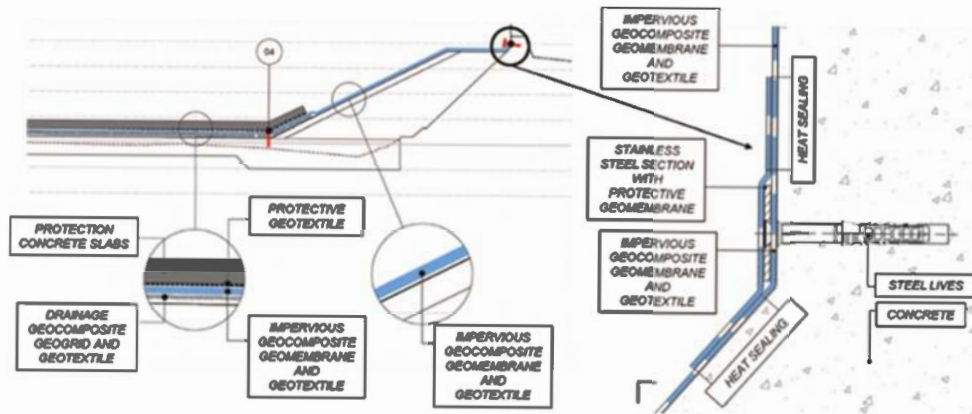 04
PROTECTION
CONCRETE SLABS
PROTECTIVE
GEOTEXTILE
DRAINAGE
GEOCOMPOSITE
GEOGRID AND
GEOTEXTILE
IMPERVIOUS
GEOCOMPOSITE
GEOMEMBRANE
AND
GEOTEXTILE
IMPERVIOUS
GEOCOMPOSITE
GEOMEMBRANE
AND
GEOTEXTILE
IMPERVIOUS
GEOCOMPOSITE
GEOMEMBRANE
AND
GEOTEXTILE
HEAT SEALING
STAINLESS
STEEL SECTION
WITH
PROTECTIVE
GEOMEMBRANE
IMPERVIOUS
GEOCOMPOSITE
GEOMEMBRANE
AND
GEOTEXTILE
STEEL LIVES
CONCRETE
HEAT SEALING